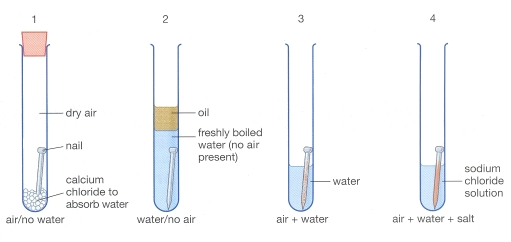 1
2
3
4
dry air
nail
calcium
chloride to
absorb water
air/no water
oil
freshly boiled
water (no air
present)
water/no air
water
air + water
sodium
chloride
solution
air + water + salt